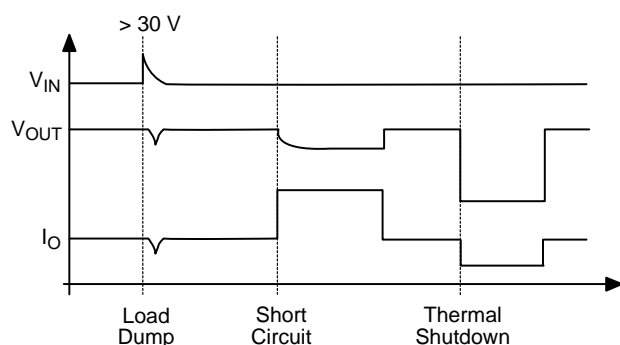 > 30 V
VIN
VOUT
IO
Load
Dump
Short
Circuit
Thermal
Shutdown